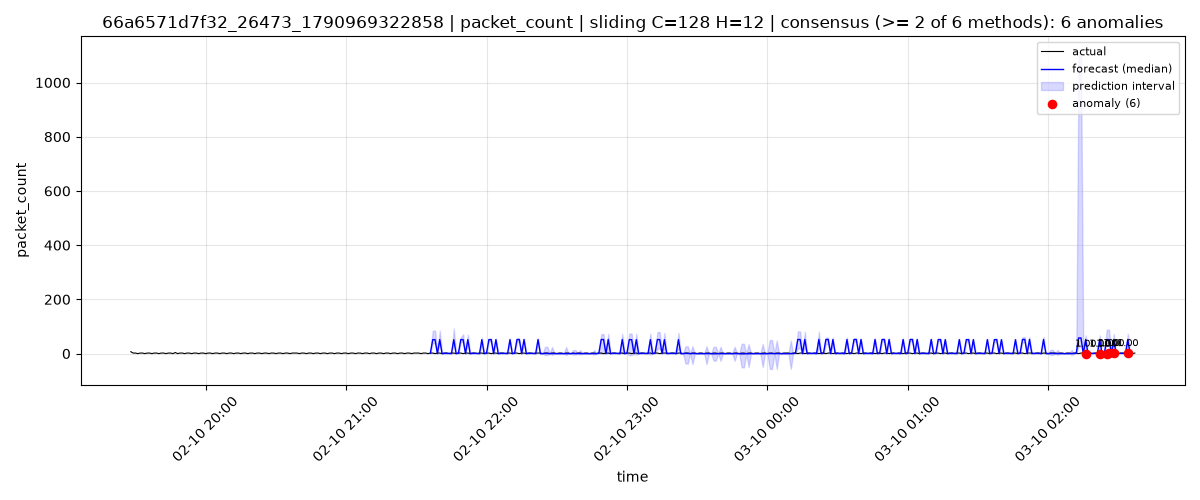 66a6571d7f32_26473_1790969322858 | packet_count | sliding C=128 H=12 | consensus (>= 2 of 6 methods): 6 anomalies
actual
forecast (median)
prediction interval
anomaly (6)
packet_count
1000
800
600
400
200
0
02-10 20:00
02-10 21:00
02-10 22:00
02-10 23:00
03-10 00:00
03-10 01:00
03-10 02:00
time